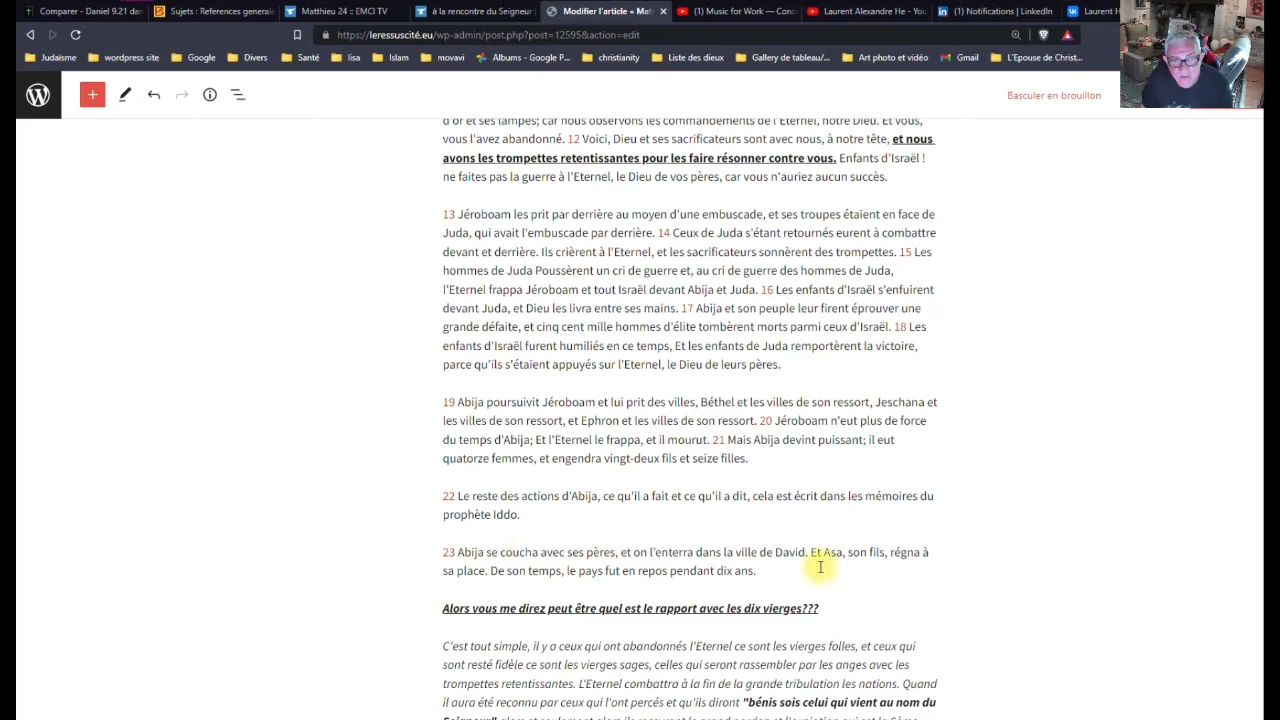 Comparer - Daniel 9.21 dan
Sujets : References generale
Matthieu 24 :: EMCI TV
à la rencontre du Seigneur
Modifier l'article « Mat
(1) Music for Work — Conc
Laurent Alexandre He - You
(1) Notifications | LinkedIn
Laurent H
https://leressuscité.eu/wp-admin/post.php?post=12595&action=edit
Judaïsme
wordpress site
Google
Divers
Santé
lisa
Islam
movavi
Albums - Google P...
christianity
Liste des dieux
Gallery de tableau/...
Art photo et vidéo
Gmail
L'Epouse de Christ...
Basculer en brouillon
d'or et ses lampes; car nous observons les commandements de l'Eternel, notre Dieu. Et vous,
vous l'avez abandonné. 12 Voici, Dieu et ses sacrificateurs sont avec nous, à notre tête, et nous
avons les trompettes retentissantes pour les faire résonner contre vous. Enfants d'Israël !
ne faites pas la guerre à l'Eternel, le Dieu de vos pères, car vous n'auriez aucun succès.
13 Jéroboam les prit par derrière au moyen d'une embuscade, et ses troupes étaient en face de
Juda, qui avait l'embuscade par derrière. 14 Ceux de Juda s'étant retournés eurent à combattre
devant et derrière. Ils crièrent à l'Eternel, et les sacrificateurs sonnèrent des trompettes. 15 Les
hommes de Juda Poussèrent un cri de guerre et, au cri de guerre des hommes de Juda,
l'Eternel frappa Jéroboam et tout Israël devant Abija et Juda. 16 Les enfants d'Israël s'enfuirent
devant Juda, et Dieu les livra entre ses mains. 17 Abija et son peuple leur firent éprouver une
grande défaite, et cinq cent mille hommes d'élite tombèrent morts parmi ceux d'Israël. 18 Les
enfants d'Israël furent humiliés en ce temps, Et les enfants de Juda remportèrent la victoire,
parce qu'ils s'étaient appuyés sur l'Eternel, le Dieu de leurs pères.
19 Abija poursuivit Jéroboam et lui prit des villes, Béthel et les villes de son ressort, Jeschana et
les villes de son ressort, et Ephron et les villes de son ressort. 20 Jéroboam n'eut plus de force
du temps d'Abija; Et l'Eternel le frappa, et il mourut. 21 Mais Abija devint puissant; il eut
quatorze femmes, et engendra vingt-deux fils et seize filles.
22 Le reste des actions d'Abija, ce qu'il a fait et ce qu'il a dit, cela est écrit dans les mémoires du
prophète Iddo.
23 Abija se coucha avec ses pères, et on l'enterra dans la ville de David. Et Asa, son fils, régna à
sa place. De son temps, le pays fut en repos pendant dix ans.
Alors vous me direz peut être quel est le rapport avec les dix vierges???
C'est tout simple, il y a ceux qui ont abandonnés l'Eternel ce sont les vierges folles, et ceux qui
sont resté fidèle ce sont les vierges sages, celles qui seront rassembler par les anges avec les
trompettes retentissantes. L'Eternel combattra à la fin de la grande tribulation les nations. Quand
il aura été reconnu par ceux qui l'ont percés et qu'ils diront "bénis sois celui qui vient au nom du